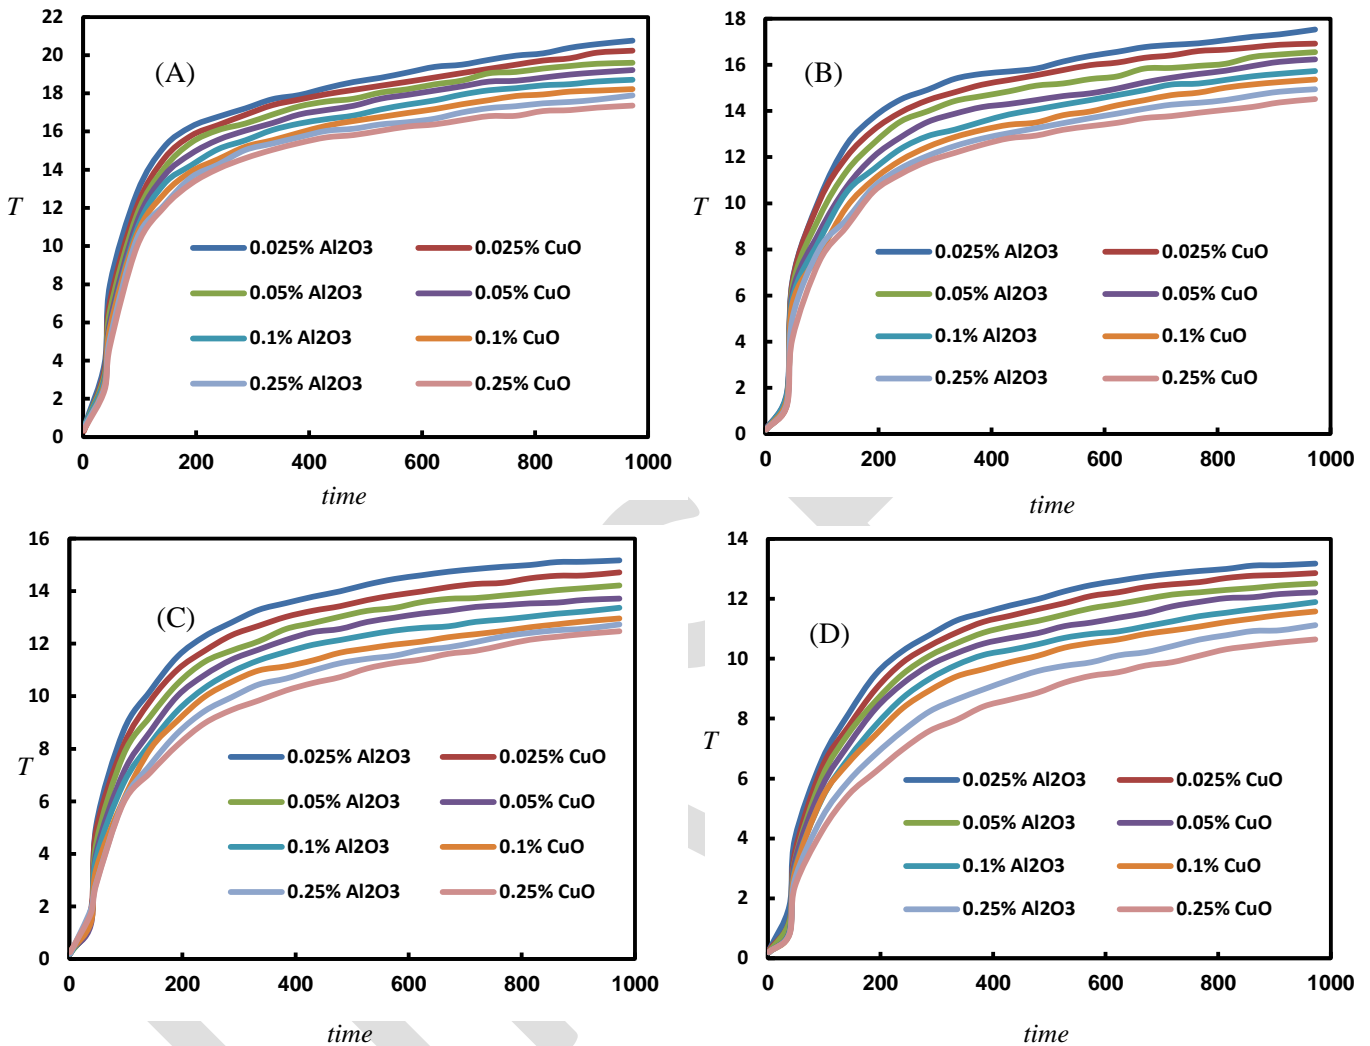 22
20
18
16
14
12
10
8
6
4
2
0
T
(A)
0.025% Al2O3 0.025% CuO
0.05% Al2O3 0.05% CuO
0.1% Al2O3 0.1% CuO
0.25% Al2O3 0.25% CuO
0 200 400 600 800 1000
time
18
16
14
12
10
8
6
4
2
0
T
(B)
0.025% Al2O3 0.025% CuO
0.05% Al2O3 0.05% CuO
0.1% Al2O3 0.1% CuO
0.25% Al2O3 0.25% CuO
0 200 400 600 800 1000
time
16
14
12
10
8
6
4
2
0
T
(C)
0.025% Al2O3 0.025% CuO
0.05% Al2O3 0.05% CuO
0.1% Al2O3 0.1% CuO
0.25% Al2O3 0.25% CuO
0 200 400 600 800 1000
time
14
12
10
8
6
4
2
0
T
(D)
0.025% Al2O3 0.025% CuO
0.05% Al2O3 0.05% CuO
0.1% Al2O3 0.1% CuO
0.25% Al2O3 0.25% CuO
0 200 400 600 800 1000
time